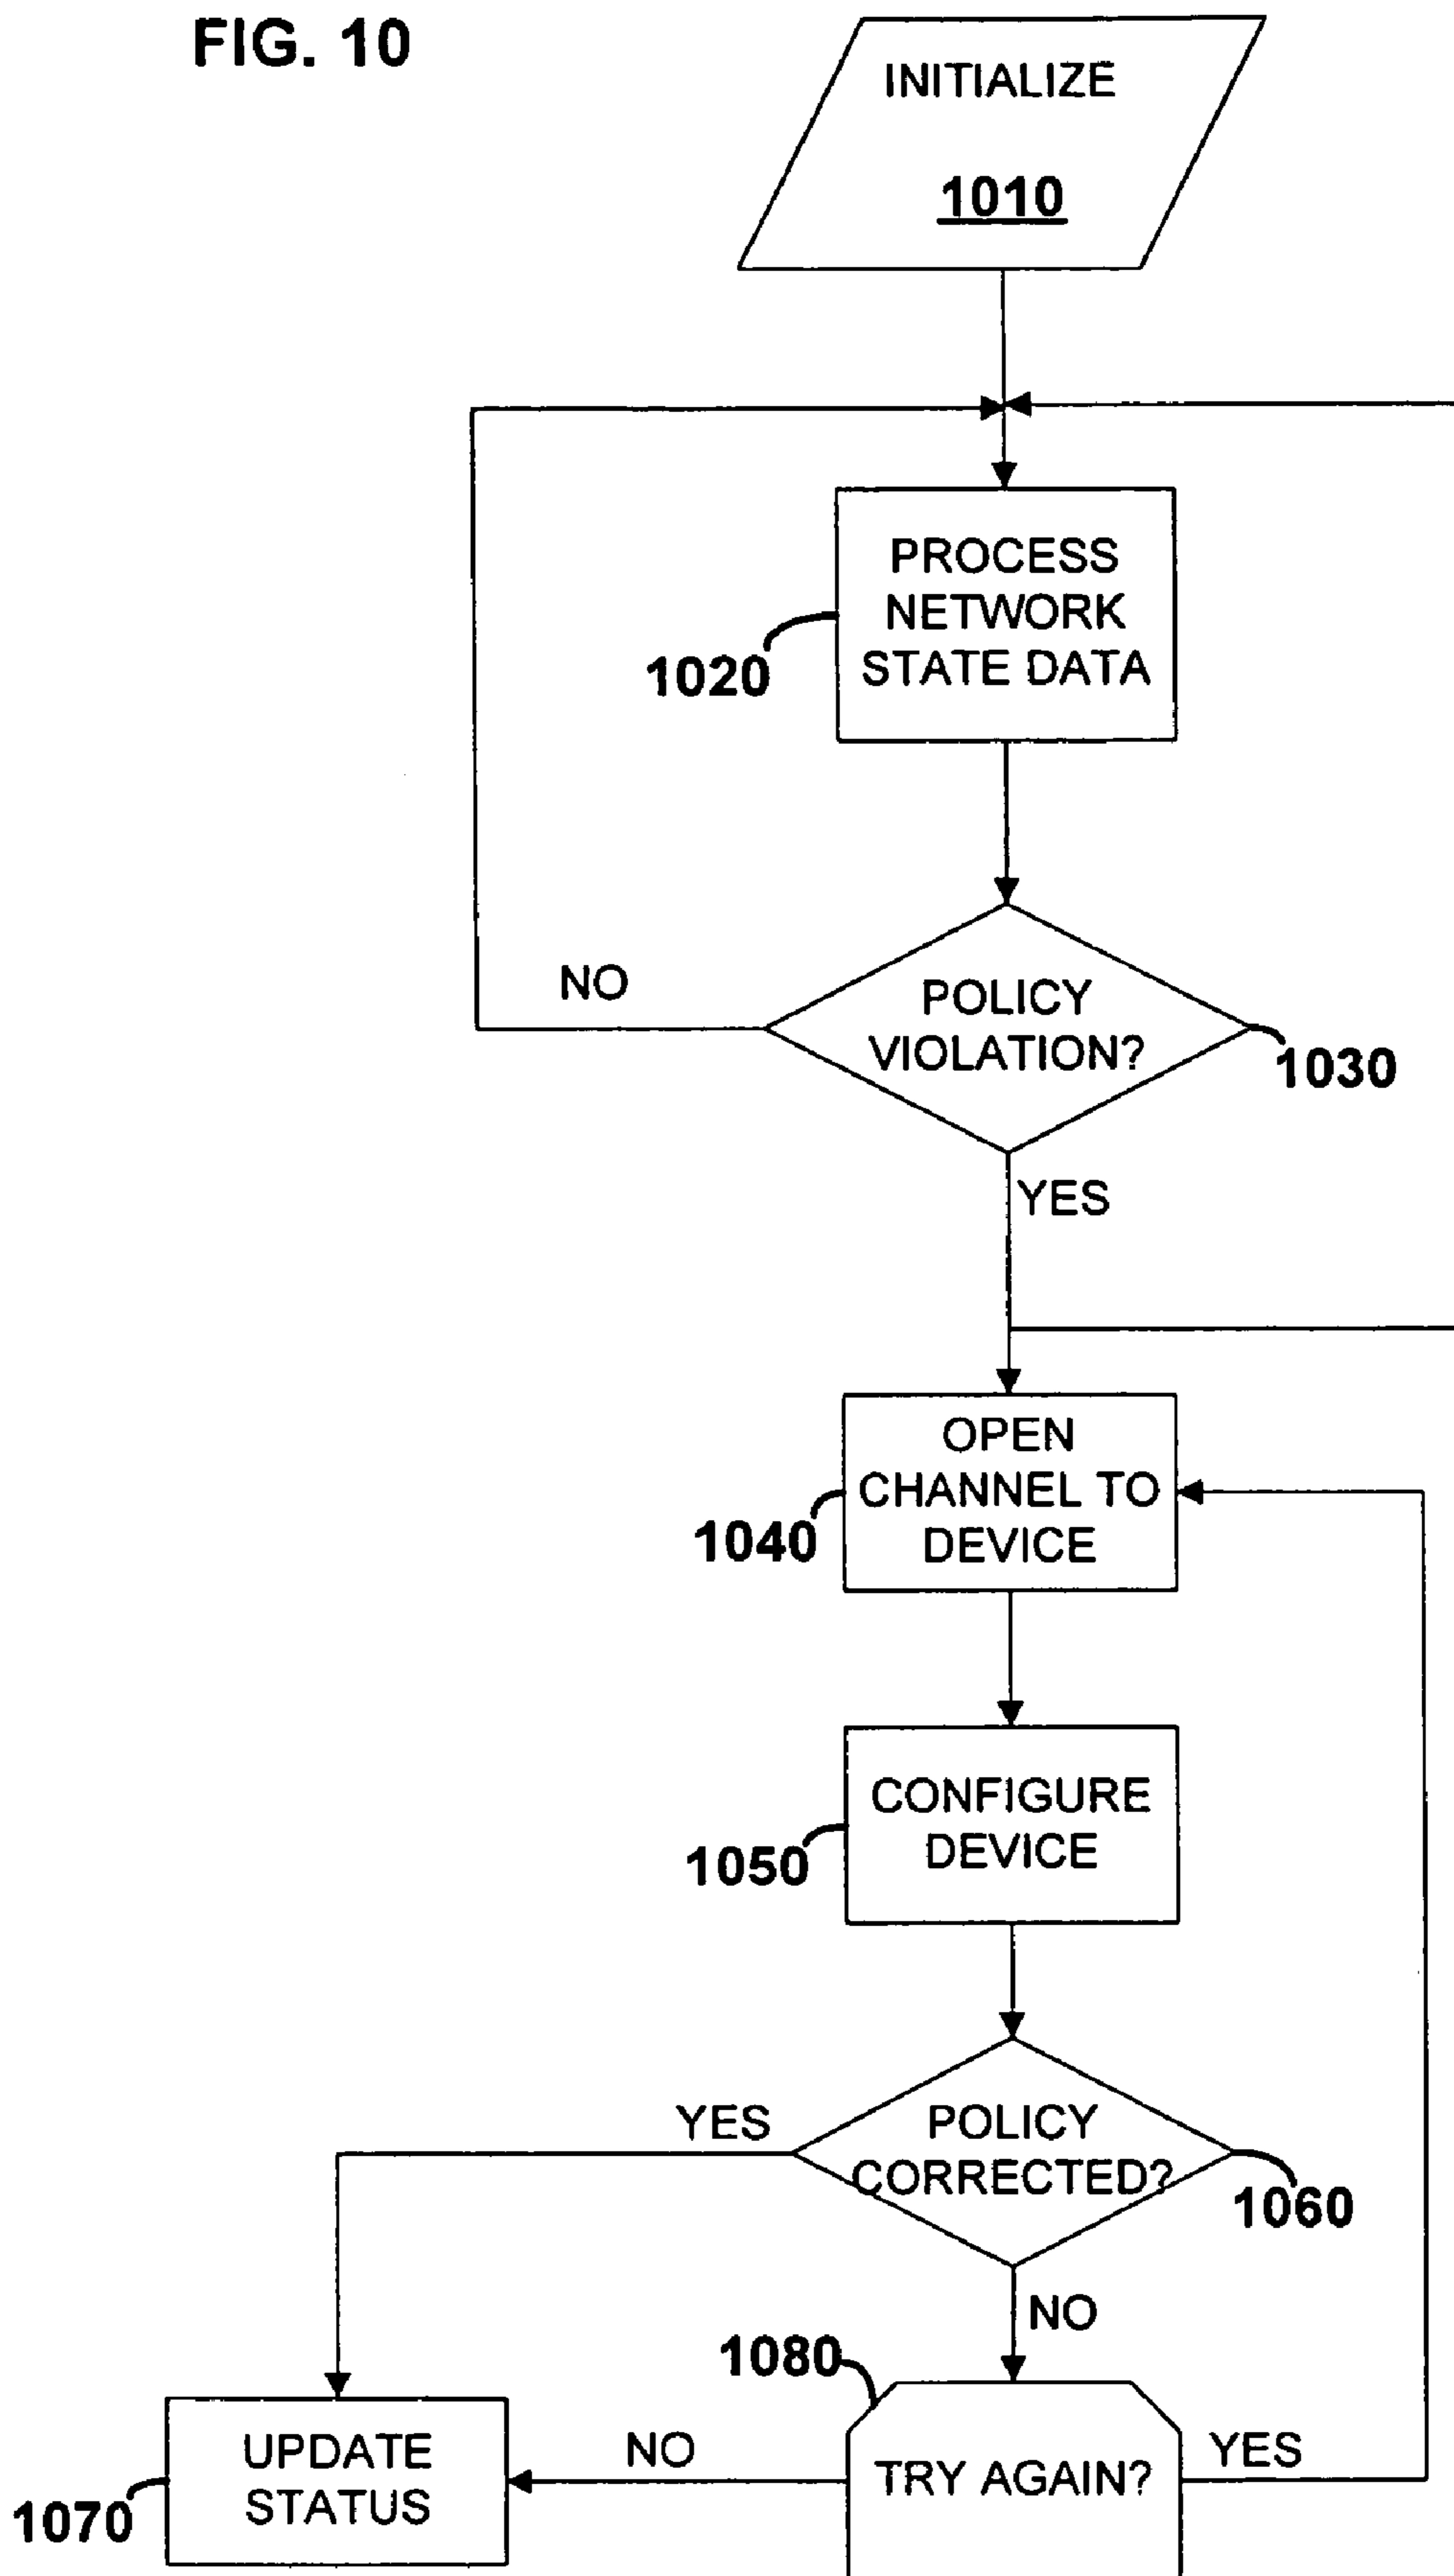 FIG. 10
INITIALIZE
1010
PROCESS
NETWORK
STATE DATA
1020
NO
POLICY
VIOLATION?
1030
YES
OPEN
CHANNEL TO
DEVICE
1040
CONFIGURE
DEVICE
1050
YES
POLICY
CORRECTED?
1060
NO
1080
UPDATE
STATUS
1070
NO
TRY AGAIN?
YES